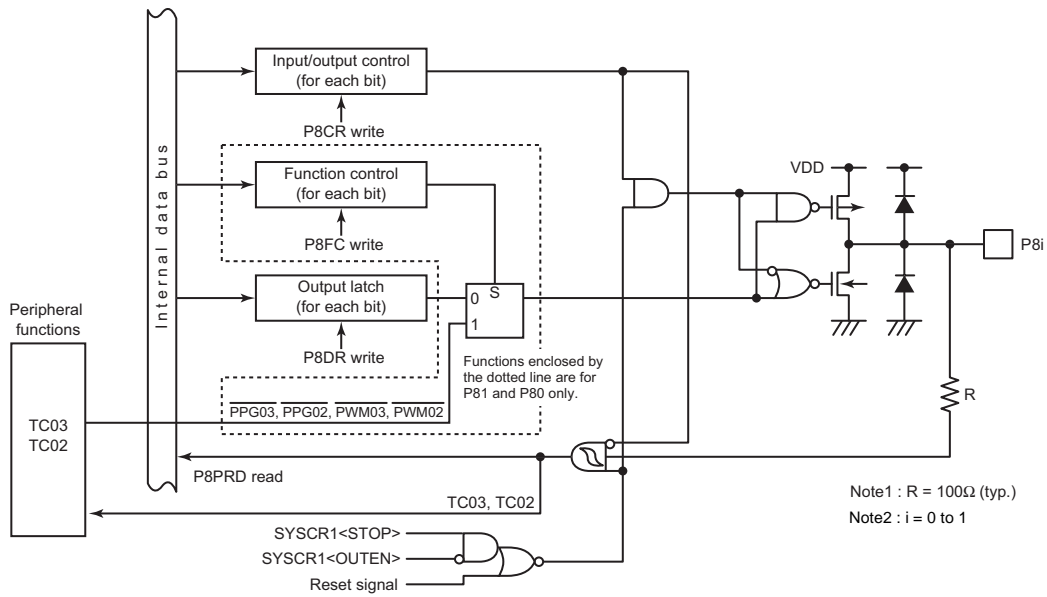 Input/output control
(for each bit)
P8CR write
Internal data bus
Function control
(for each bit)
P8FC write
VDD
P8i
Output latch
(for each bit)
P8DR write
0
S
1
Peripheral
functions
TC03
TC02
Functions enclosed by
the dotted line are for
P81 and P80 only.
PPG03, PPG02, PWM03, PWM02
R
P8PRD read
TC03, TC02
Note1 : R = 100Ω (typ.)
Note2 : i = 0 to 1
SYSCR1<STOP>
SYSCR1<OUTEN>
Reset signal